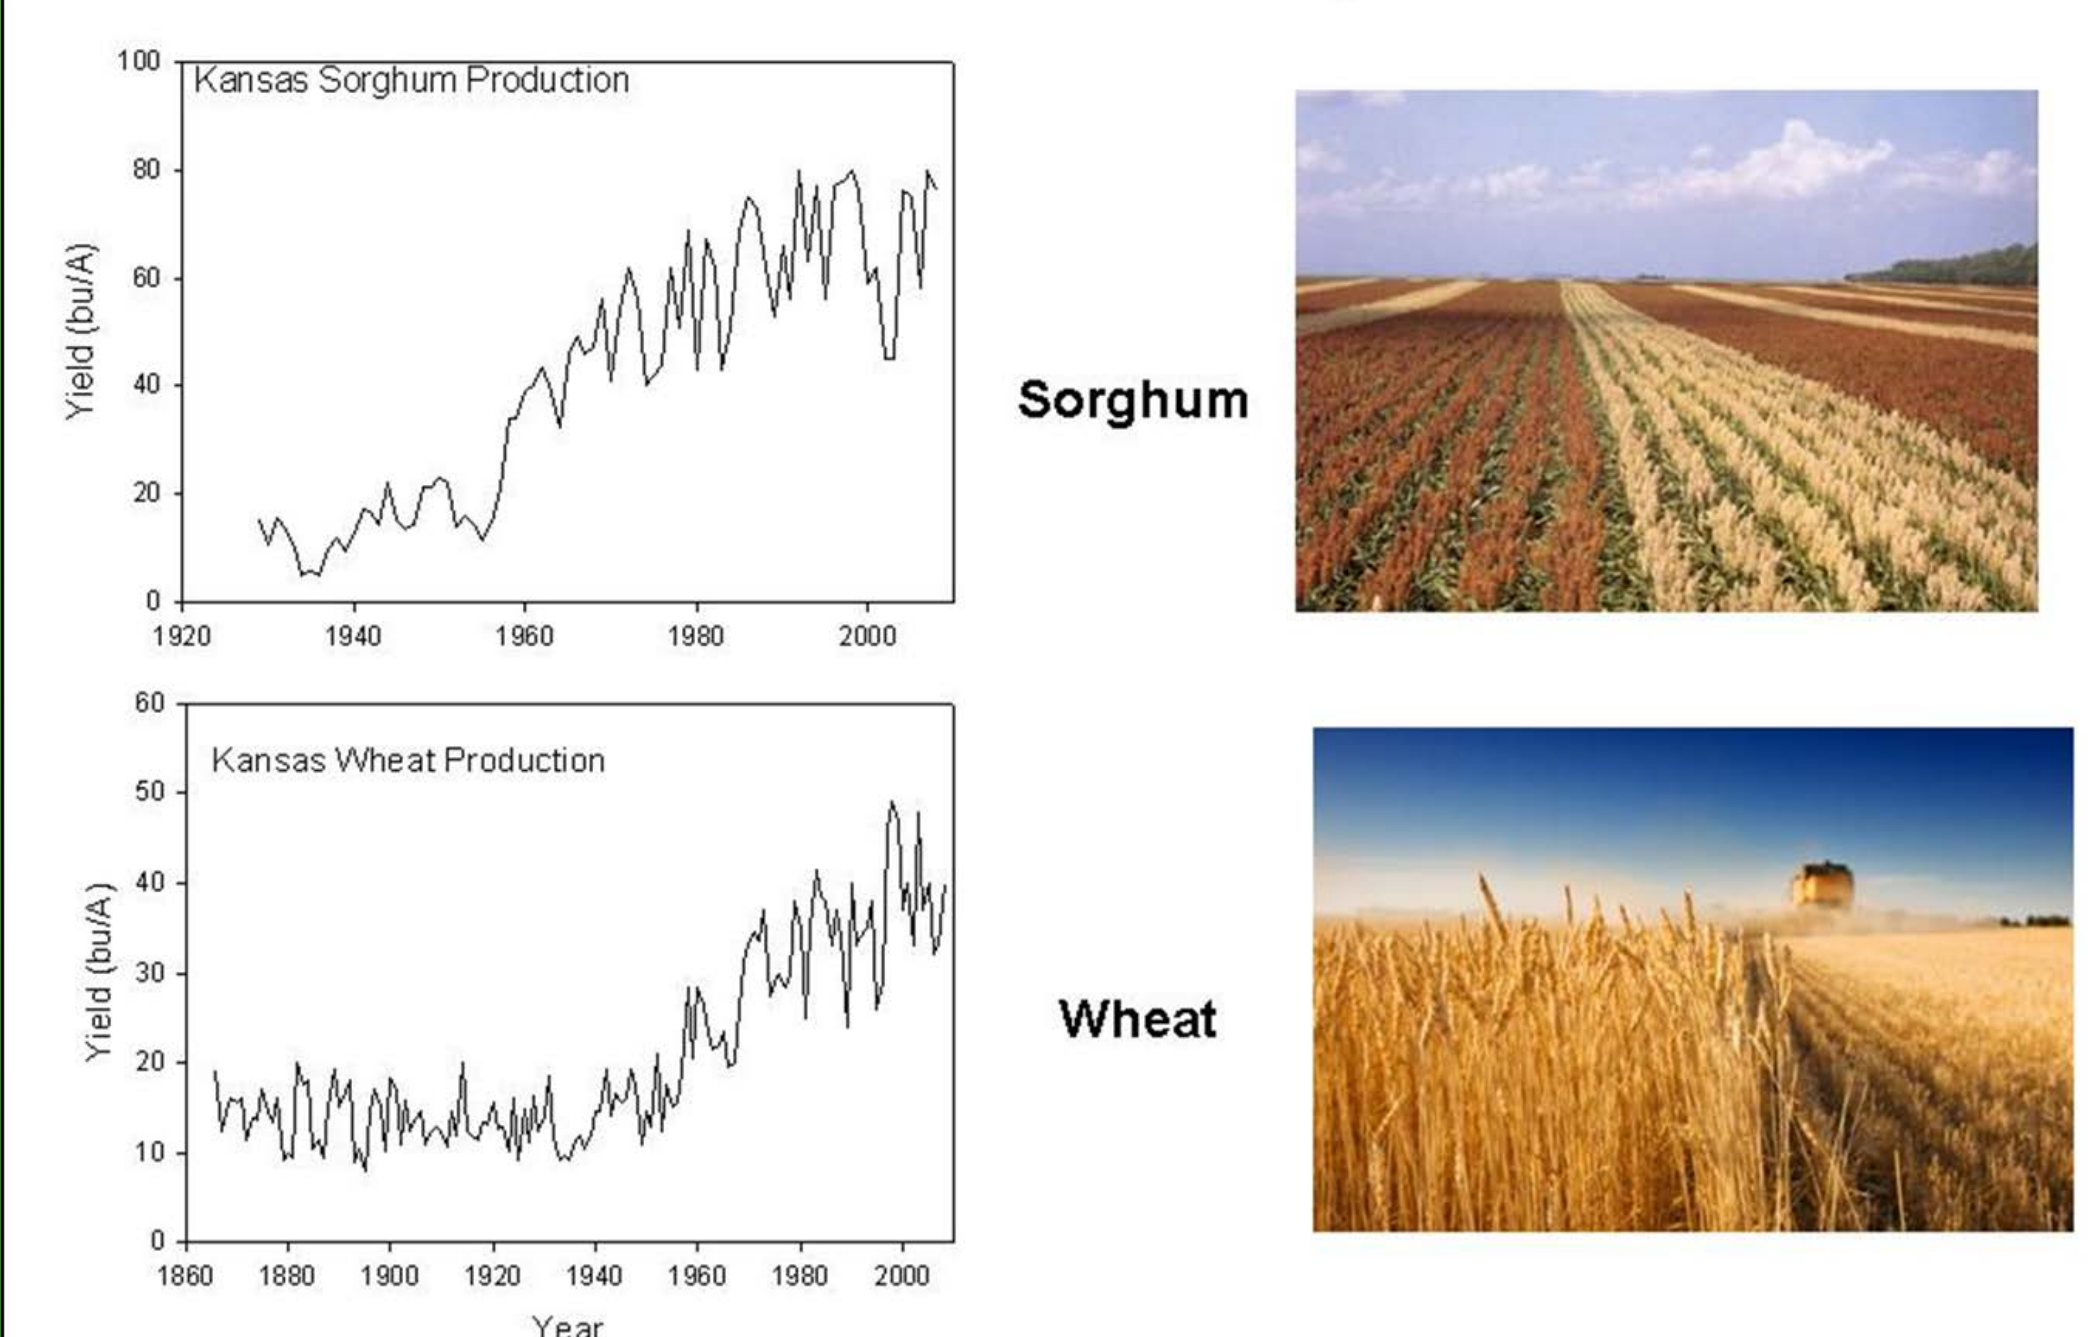 100
Kansas Sorghum Production
80
60
40
20
0
Yield (bu/A)
1920 1940 1960 1980 2000
Sorghum
60
Kansas Wheat Production
50
40
30
20
10
0
Yield (bu/A)
1860 1880 1900 1920 1940 1960 1980 2000
Year
Wheat